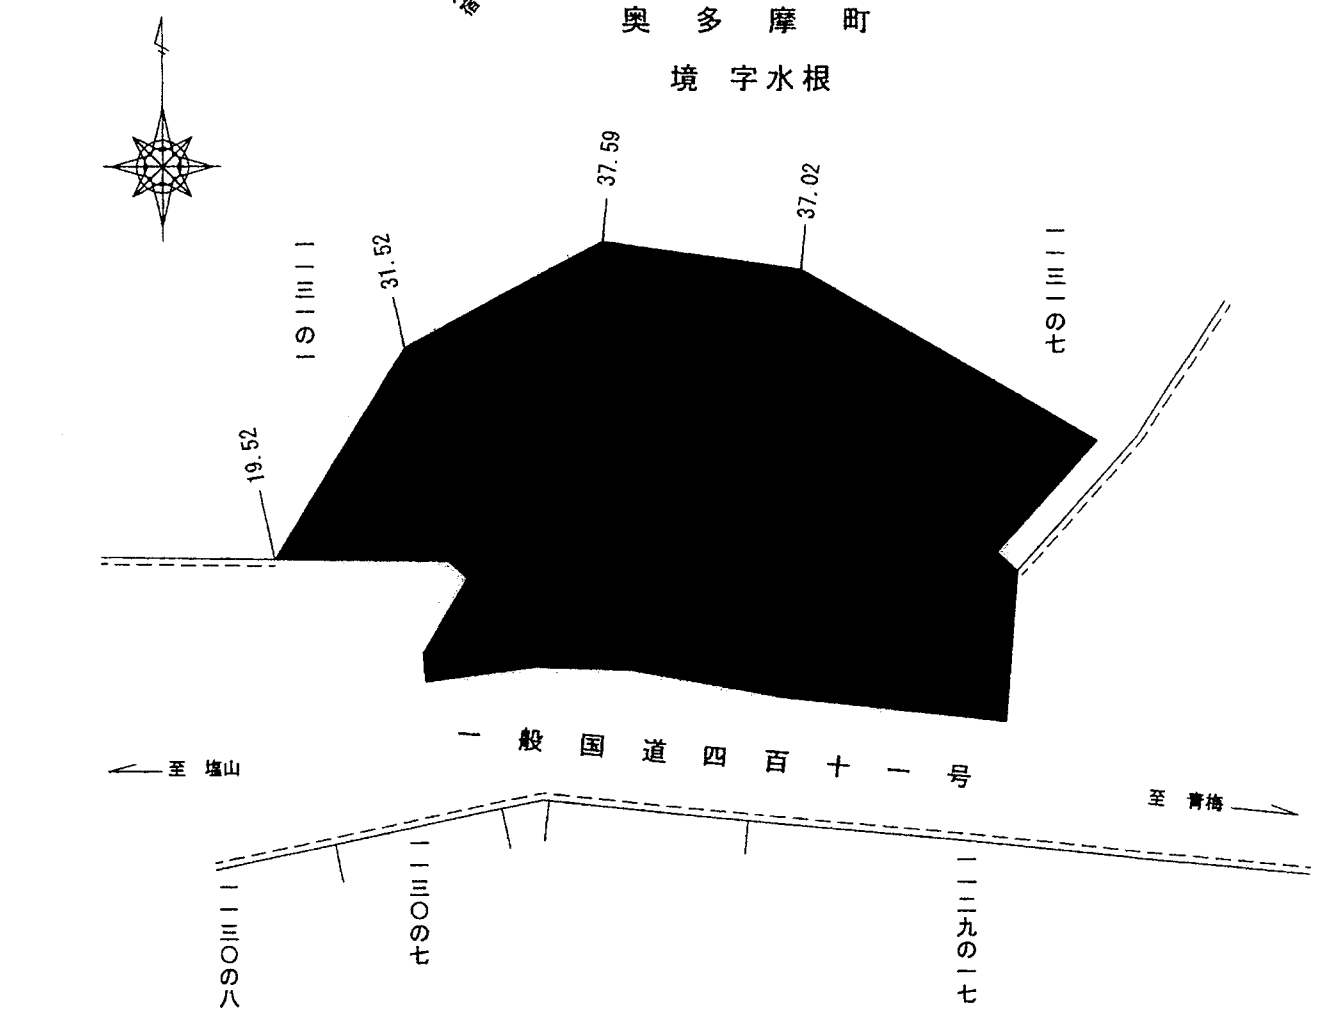 奥多摩町
境 字水根
37.59
37.02
31.52
19.52
一一三一の七
一一三一一の一
一般国道四百十一号
至 塩山
至 青梅
一一三〇の七
一一三〇の八
一一二九の一七